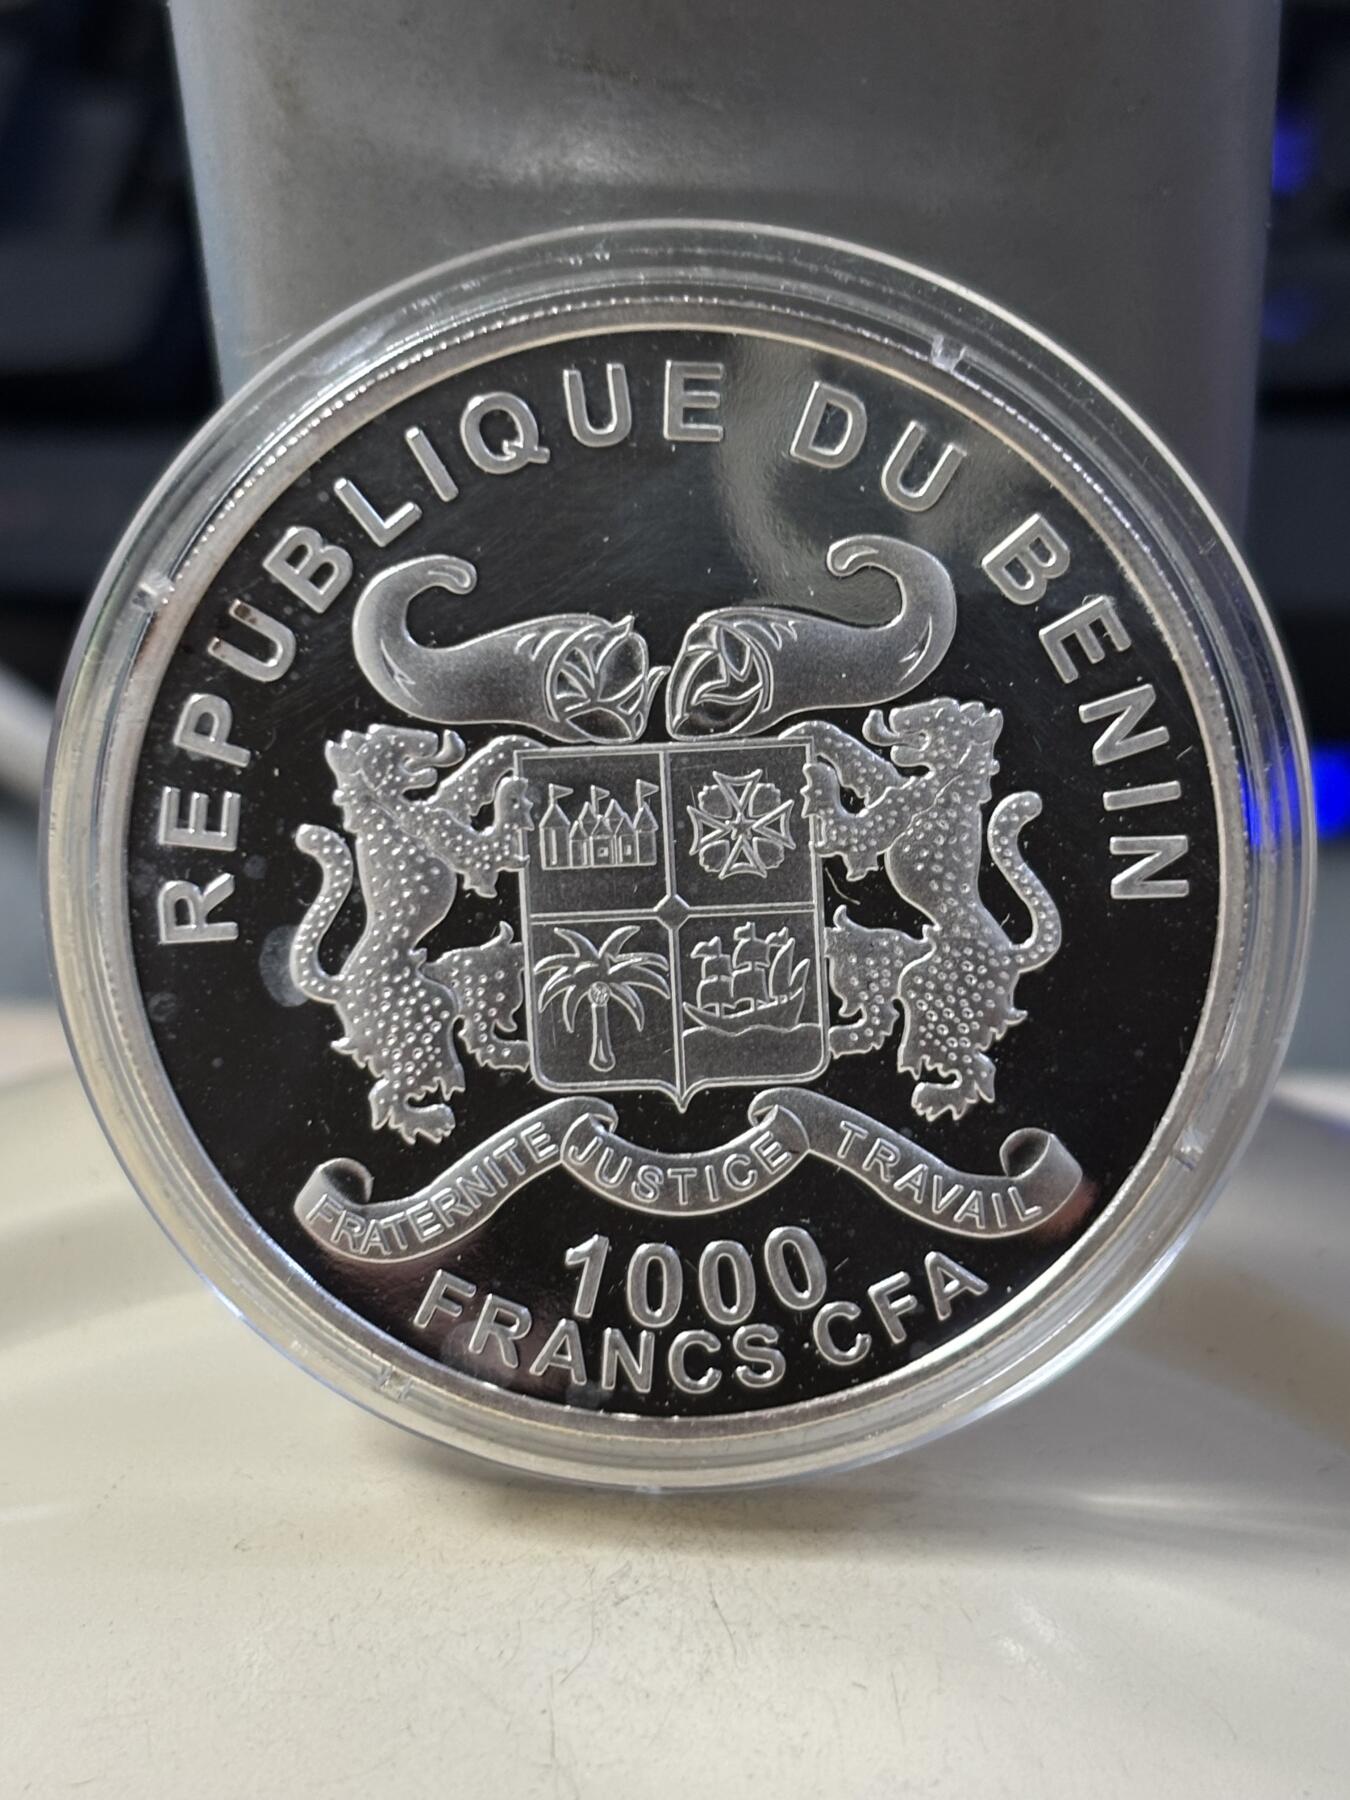 REPUBLIQUE DU BENIN
FRATERNITE JUSTICE TRAVAIL
1000
FRANCS CFA